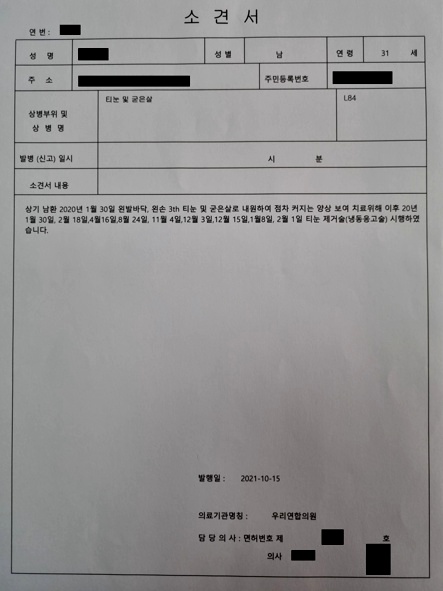 소 견 서
연 번 :
성 명 성 별 남 연 령 31 세
주 소 주민등록번호
상병부위 및 상 병 명 티눈 및 굳은살 L84
발병 (신고) 일시 시 분
소견서 내용
상기 남환 2020년 1월 30일 왼발바닥, 왼손 3th 티눈 및 굳은살로 내원하여 점차 커지는 양상 보여 치료위해 이후 20년
1월 30일, 2월 18일,4월16일,8월 24일, 11월 4일,12월 3일,12월 15일,1월8일, 2월 1일 티눈 제거술(냉동응고술) 시행하였
습니다.
발행일 : 2021-10-15
의료기관명칭 : 우리연합의원
담 당 의 사 : 면허번호 제 호
의사